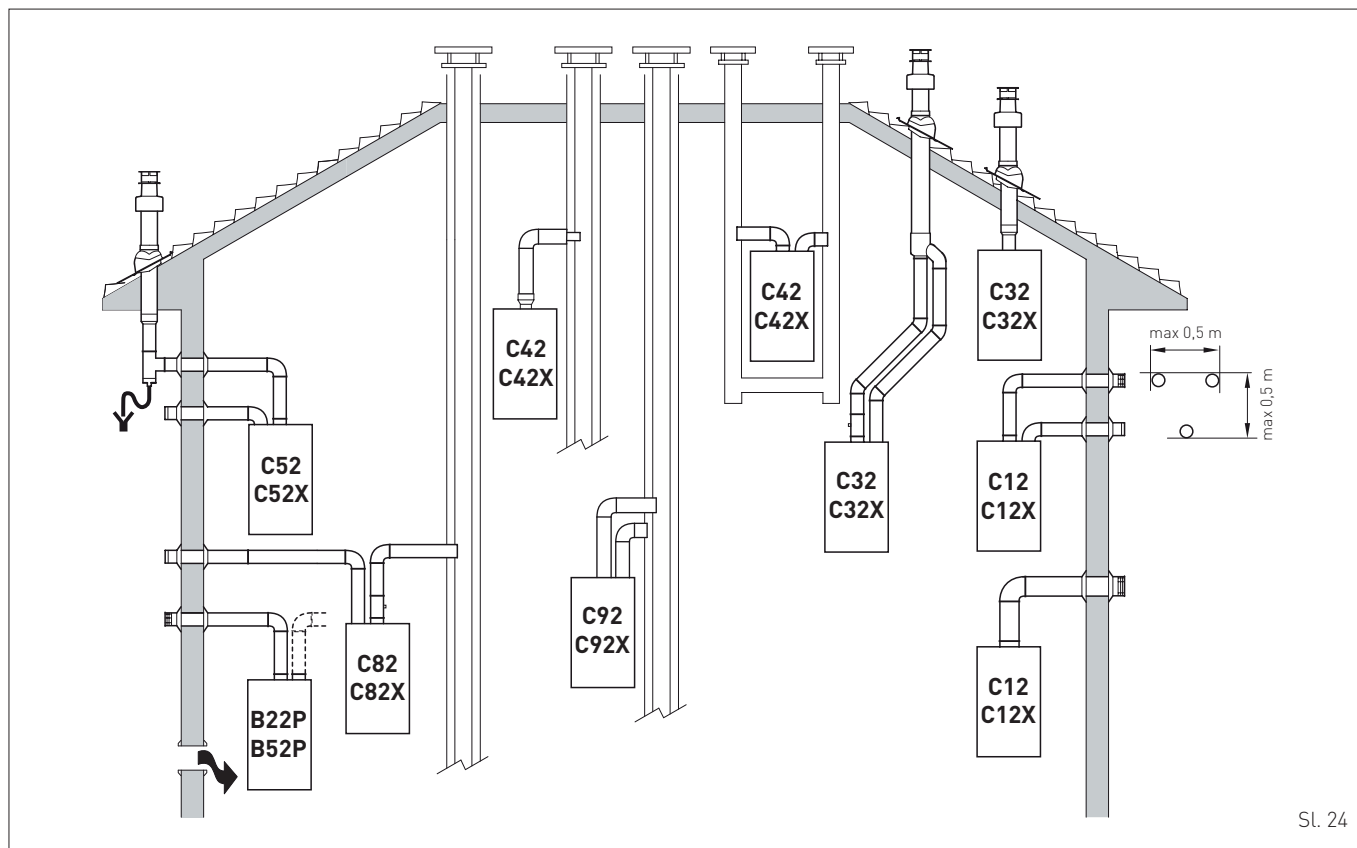 C42
C42X
C42
C42X
C32
C32X
max 0,5 m
max 0,5 m
C52
C52X
C32
C32X
C12
C12X
C92
C92X
C82
C82X
C12
C12X
B22P
B52P
Sl. 24